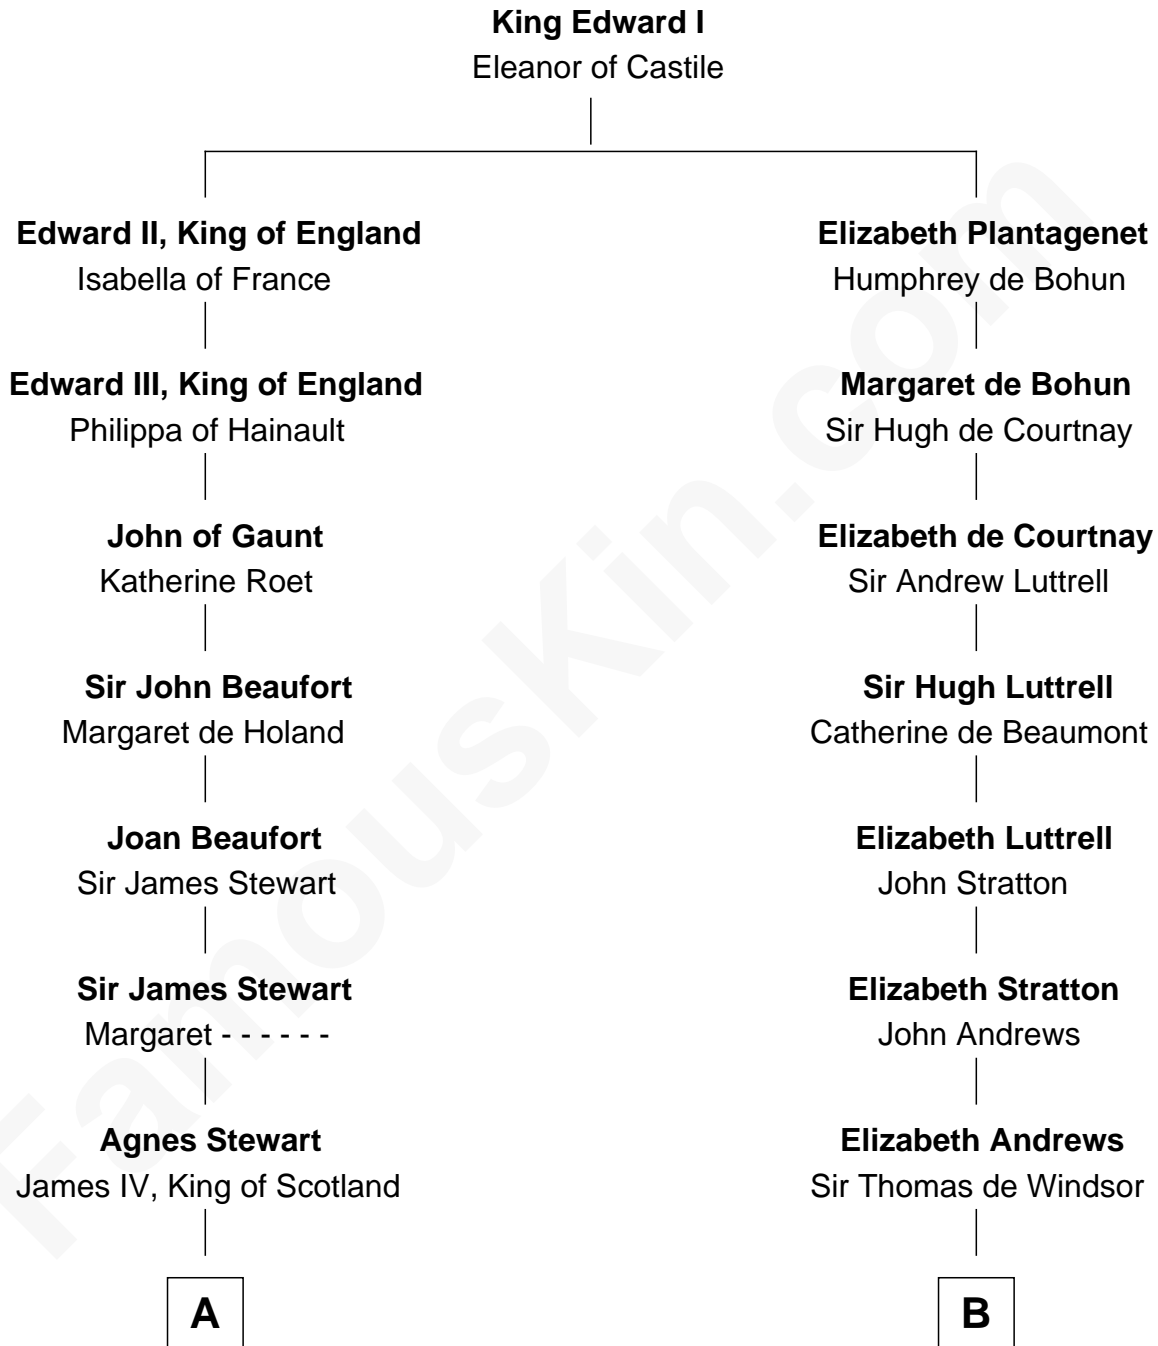 King Edward I
Eleanor of Castile
Edward II, King of England
Isabella of France
Elizabeth Plantagenet
Humphrey de Bohun
Edward III, King of England
Philippa of Hainault
Margaret de Bohun
Sir Hugh de Courtnay
John of Gaunt
Katherine Roet
Elizabeth de Courtnay
Sir Andrew Luttrell
Sir John Beaufort
Margaret de Holand
Sir Hugh Luttrell
Catherine de Beaumont
Joan Beaufort
Sir James Stewart
Elizabeth Luttrell
John Stratton
Sir James Stewart
Margaret - - - - - -
Elizabeth Stratton
John Andrews
Agnes Stewart
James IV, King of Scotland
Elizabeth Andrews
Sir Thomas de Windsor
A
B
FamousKin.com